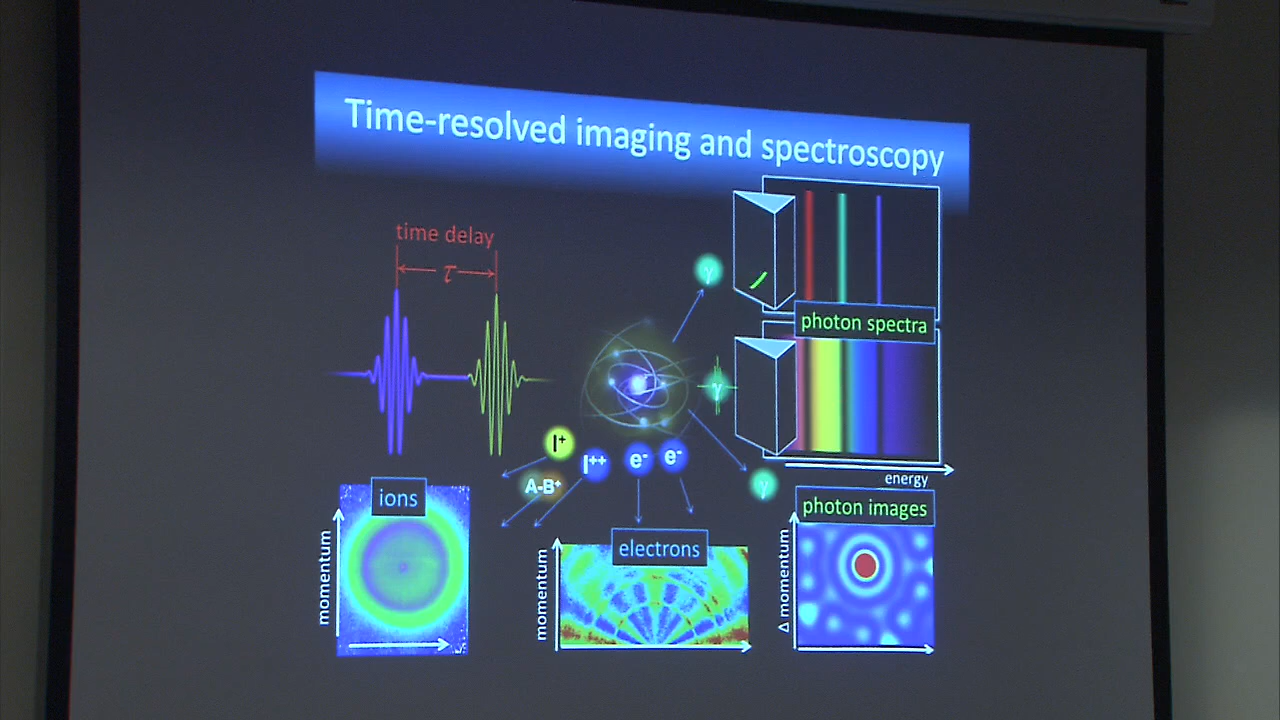 Time-resolved imaging and spectroscopy
time delay
τ
γ
photon spectra
γ
I⁺
I⁺⁺
e⁻
e⁻
A-B⁺
γ
energy
ions
momentum
electrons
momentum
photon images
Δ momentum